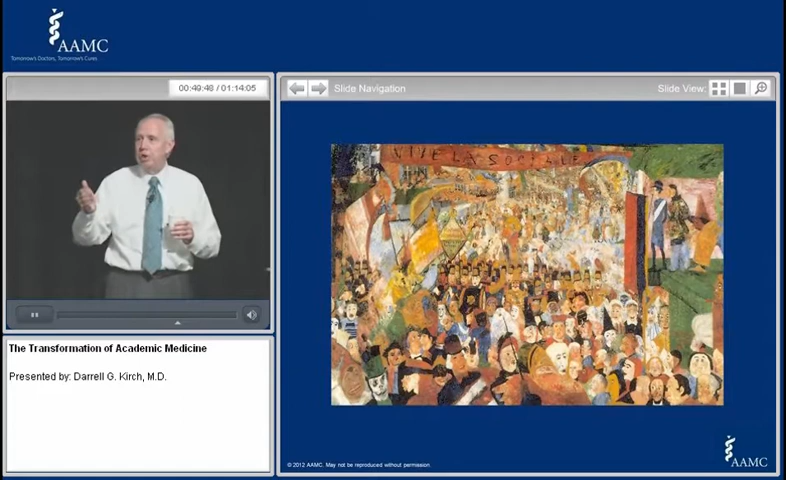 AAMC
Tomorrow's Doctors, Tomorrow's Cures
00:49:48 / 01:14:05
Slide Navigation
Slide View:
VIVE LA SOCIALE
The Transformation of Academic Medicine
Presented by: Darrell G. Kirch, M.D.
© 2012 AAMC. May not be reproduced without permission.
AAMC